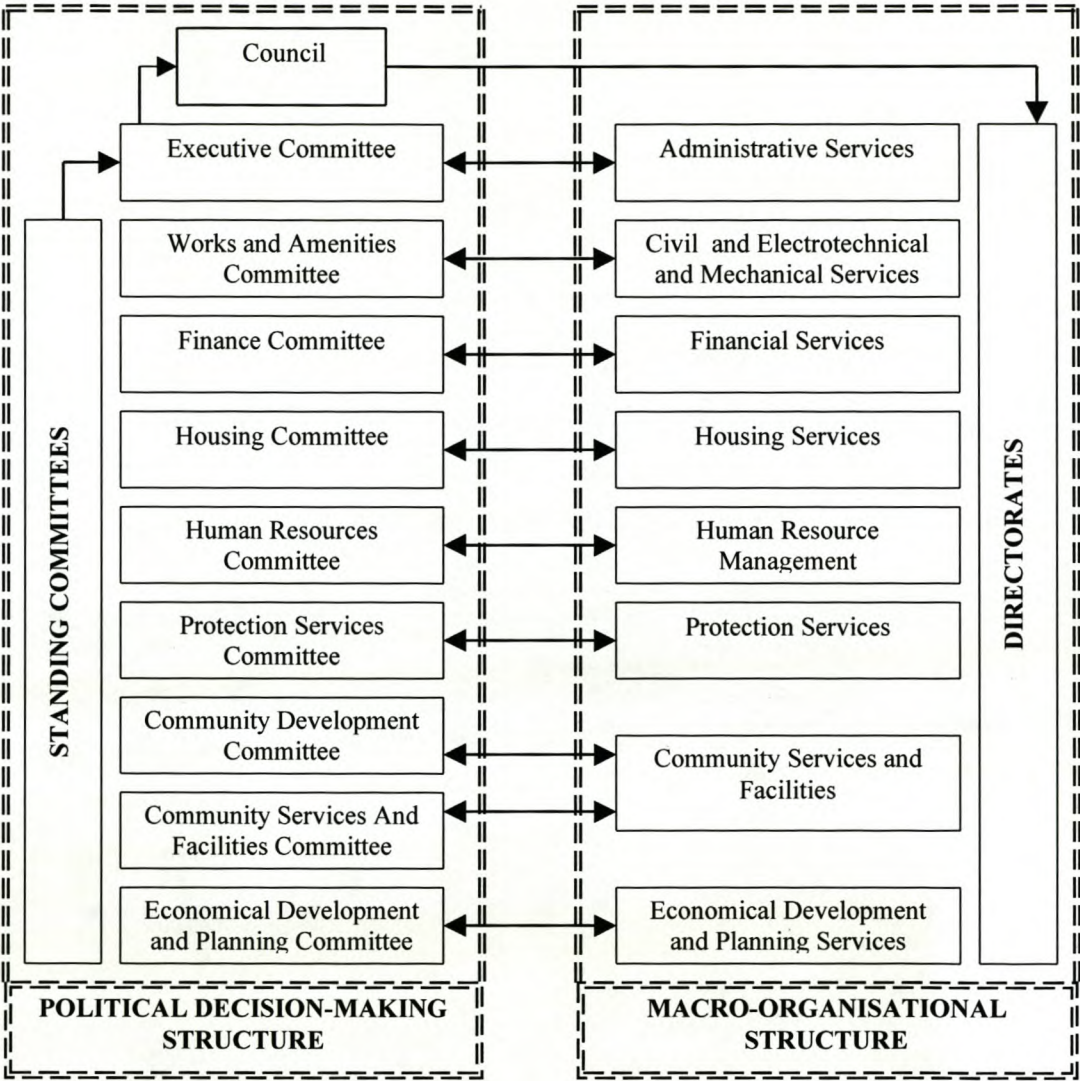 Council
Executive Committee
Administrative Services
Works and Amenities
Committee
Civil and Electrotechnical
and Mechanical Services
Finance Committee
Financial Services
Housing Committee
Housing Services
Human Resources
Committee
Human Resource
Management
Protection Services
Committee
Protection Services
Community Development
Committee
Community Services and
Facilities
Community Services And
Facilities Committee
Economical Development
and Planning Committee
Economical Development
and Planning Services
STANDING COMMITTEES
DIRECTORATES
POLITICAL DECISION-MAKING
STRUCTURE
MACRO-ORGANISATIONAL
STRUCTURE